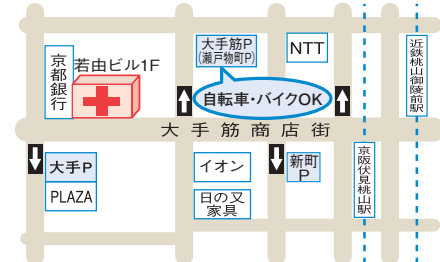 京都銀行
若由ビル1F
大手筋P
(瀬戸物町P)
NTT
近鉄桃山御陵前駅
自転車・バイクOK
大手筋商店街
大手P
PLAZA
イオン
日の又
家具
新町
P
京阪伏見桃山駅